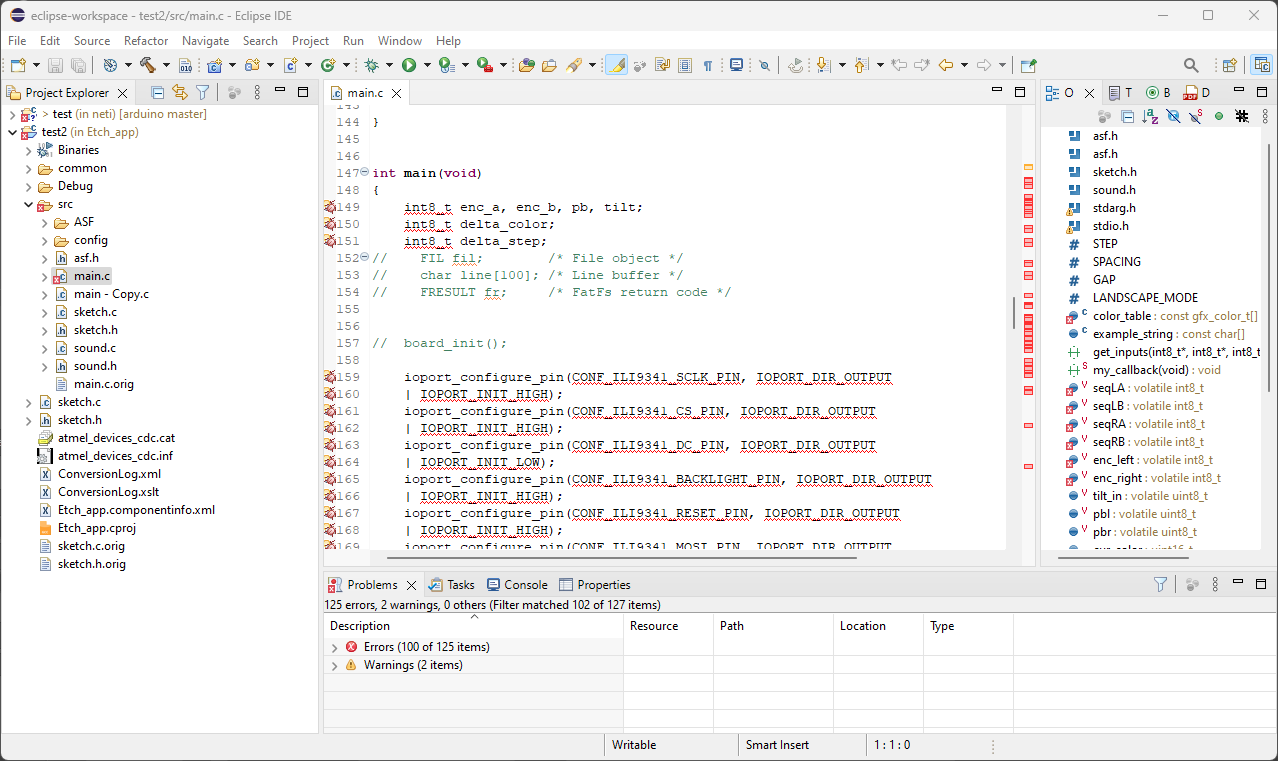 eclipse-workspace - test2/src/main.c - Eclipse IDE
File Edit Source Refactor Navigate Search Project Run Window Help
Project Explorer
> test (in neti) [arduino master]
test2 (in Etch_app)
Binaries
common
Debug
src
ASF
config
asf.h
main.c
main - Copy.c
sketch.c
sketch.h
sound.c
sound.h
main.c.orig
sketch.c
sketch.h
atmel_devices_cdc.cat
atmel_devices_cdc.inf
ConversionLog.xml
ConversionLog.xslt
Etch_app.componentinfo.xml
Etch_app.cproj
sketch.c.orig
sketch.h.orig
main.c
143
144 }
145
146
147 int main(void)
148 {
149 int8_t enc_a, enc_b, pb, tilt;
150 int8_t delta_color;
151 int8_t delta_step;
152 // FIL fil; /* File object */
153 // char line[100]; /* Line buffer */
154 // FRESULT fr; /* FatFs return code */
155
156
157 // board_init();
158
159 ioport_configure_pin(CONF_ILI9341_SCLK_PIN, IOPORT_DIR_OUTPUT
160 | IOPORT_INIT_HIGH);
161 ioport_configure_pin(CONF_ILI9341_CS_PIN, IOPORT_DIR_OUTPUT
162 | IOPORT_INIT_HIGH);
163 ioport_configure_pin(CONF_ILI9341_DC_PIN, IOPORT_DIR_OUTPUT
164 | IOPORT_INIT_LOW);
165 ioport_configure_pin(CONF_ILI9341_BACKLIGHT_PIN, IOPORT_DIR_OUTPUT
166 | IOPORT_INIT_HIGH);
167 ioport_configure_pin(CONF_ILI9341_RESET_PIN, IOPORT_DIR_OUTPUT
168 | IOPORT_INIT_HIGH);
169 ioport_configure_pin(CONF_ILI9341_MOSI_PIN, IOPORT_DIR_OUTPUT
O T B D
asf.h
asf.h
sketch.h
sound.h
stdarg.h
stdio.h
STEP
SPACING
GAP
LANDSCAPE_MODE
color_table : const gfx_color_t[]
example_string : const char[]
get_inputs(int8_t*, int8_t*, int8_t
my_callback(void) : void
seqLA : volatile int8_t
seqLB : volatile int8_t
seqRA : volatile int8_t
seqRB : volatile int8_t
enc_left : volatile int8_t
enc_right : volatile int8_t
tilt_in : volatile uint8_t
pbl : volatile uint8_t
pbr : volatile uint8_t
Problems Tasks Console Properties
125 errors, 2 warnings, 0 others (Filter matched 102 of 127 items)
Description Resource Path Location Type
Errors (100 of 125 items)
Warnings (2 items)
Writable Smart Insert 1 : 1 : 0